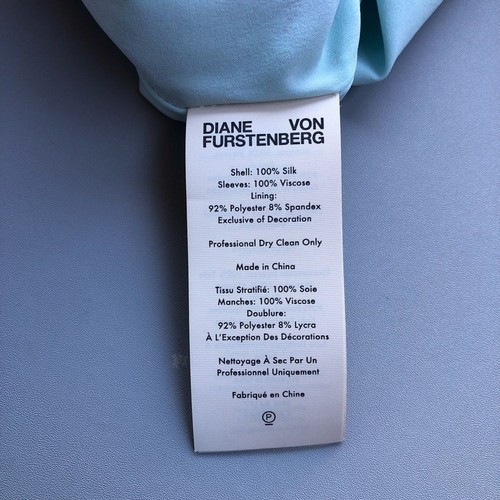 DIANE VON
FURSTENBERG
Shell: 100% Silk
Sleeves: 100% Viscose
Lining:
92% Polyester 8% Spandex
Exclusive of Decoration
Professional Dry Clean Only
Made in China
Tissu Stratifié: 100% Soie
Manches: 100% Viscose
Doublure:
92% Polyester 8% Lycra
À L'Exception Des Décorations
Nettoyage À Sec Par Un
Professionel Uniquement
Fabriqué en Chine
P